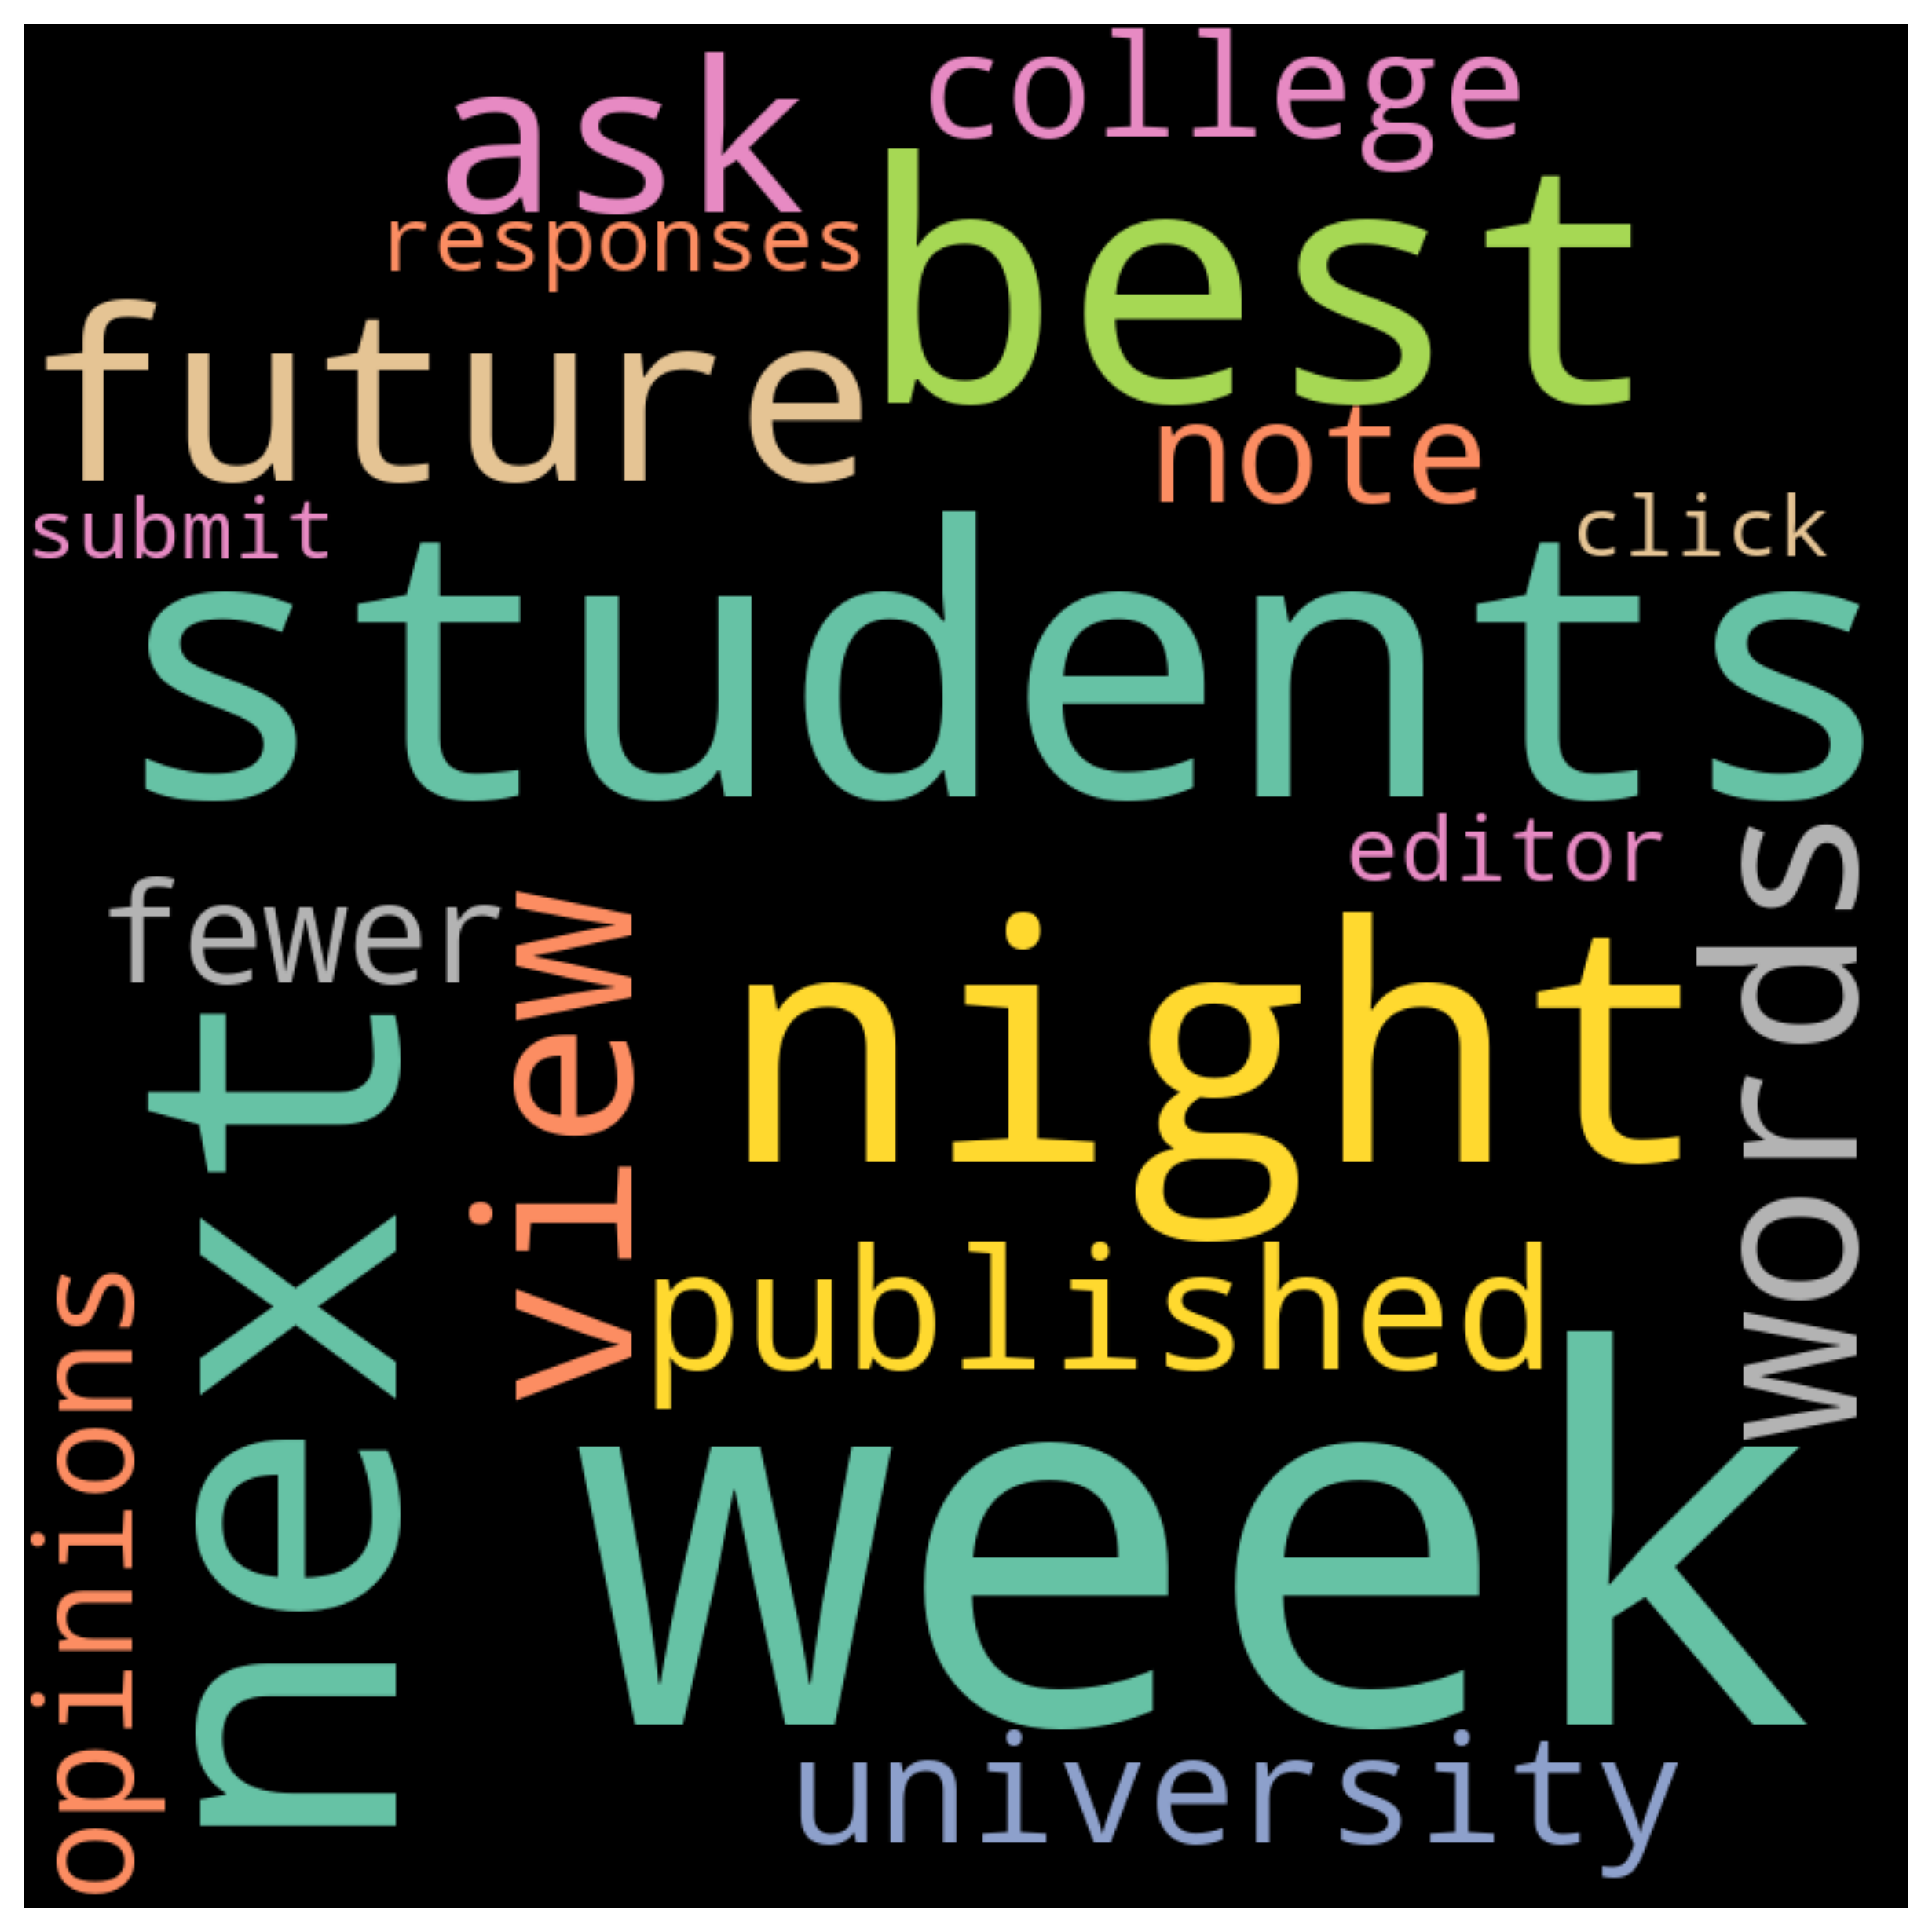 college
ask
best
responses
future
note
submit
click
students
editor
words
fewer
view
night
next
published
opinions
week
university